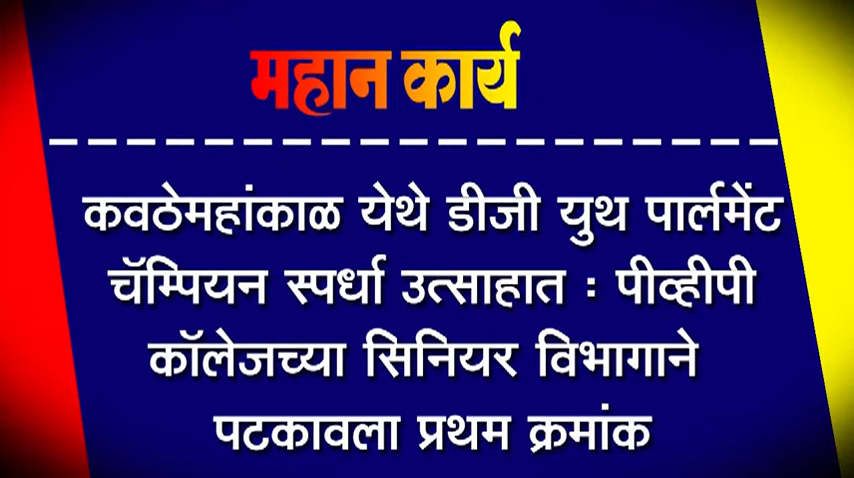 महान कार्य
कवठेमहांकाळ येथे डीजी युथ पार्लमेंट
चॅम्पियन स्पर्धा उत्साहात : पीव्हीपी
कॉलेजच्या सिनियर विभागाने
पटकावला प्रथम क्रमांक